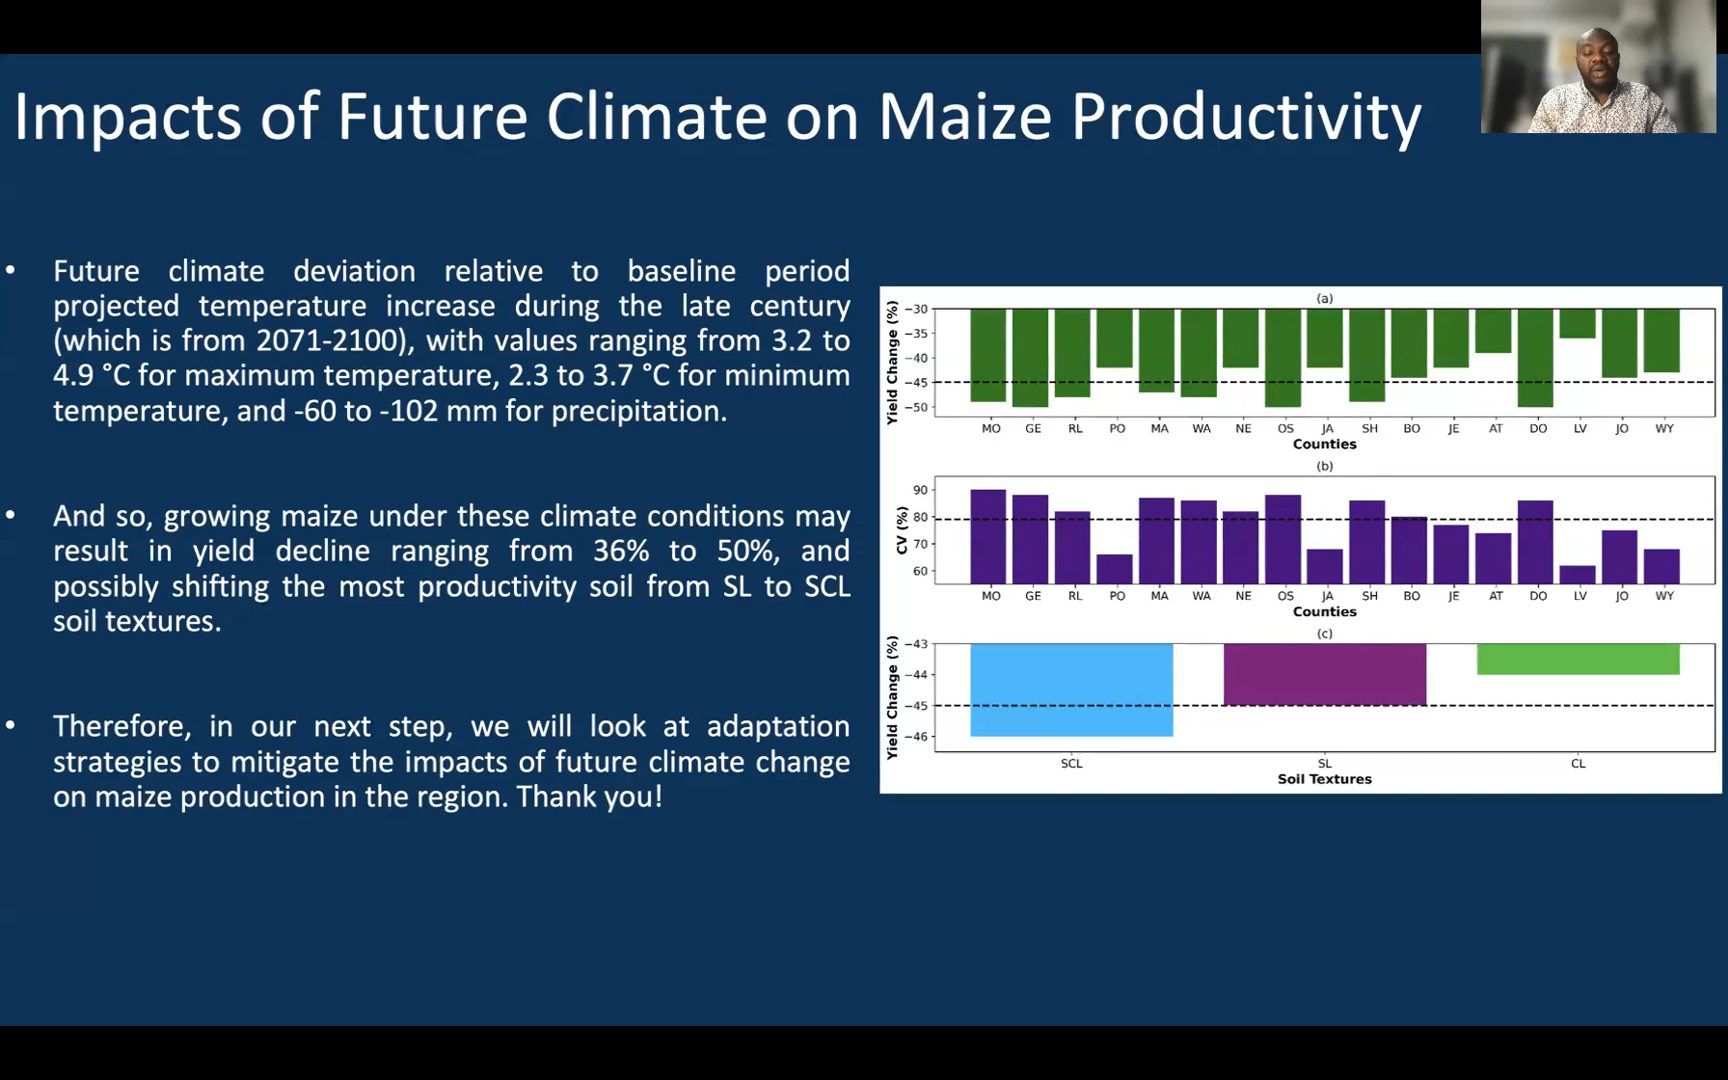 Impacts of Future Climate on Maize Productivity
• Future climate deviation relative to baseline period
projected temperature increase during the late century
(which is from 2071-2100), with values ranging from 3.2 to
4.9 °C for maximum temperature, 2.3 to 3.7 °C for minimum
temperature, and -60 to -102 mm for precipitation.
• And so, growing maize under these climate conditions may
result in yield decline ranging from 36% to 50%, and
possibly shifting the most productivity soil from SL to SCL
soil textures.
• Therefore, in our next step, we will look at adaptation
strategies to mitigate the impacts of future climate change
on maize production in the region. Thank you!
(a)
Yield Change (%)
−30
−35
−40
−45
−50
MO GE RL PO MA WA NE OS JA SH BO JE AT DO LV JO WY
Counties
(b)
CV (%)
90
80
70
60
MO GE RL PO MA WA NE OS JA SH BO JE AT DO LV JO WY
Counties
(c)
Yield Change (%)
−43
−44
−45
−46
SCL SL CL
Soil Textures